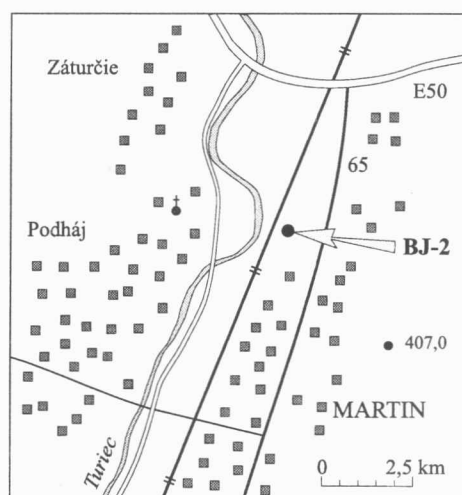 Záturčie
E50
65
Podháj
BJ-2
407,0
MARTIN
Turiec
0 2,5 km